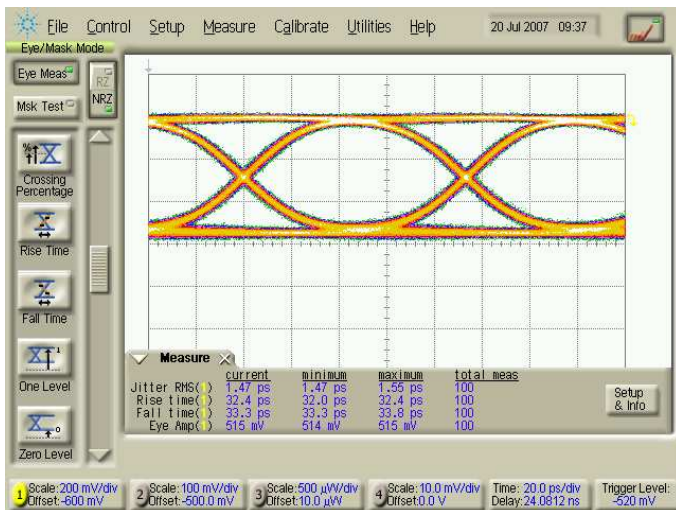 File Control Setup Measure Calibrate Utilities Help 20 Jul 2007 09:37
Eye/Mask Mode
Eye Meas
RZ
Msk Test
NRZ
%
Crossing
Percentage
Rise Time
Fall Time
1
One Level
0
Zero Level
Measure
current minimum maximum total meas
Jitter RMS(1) 1.47 ps 1.47 ps 1.55 ps 100
Rise time(1) 32.4 ps 32.0 ps 32.4 ps 100
Fall time(1) 33.3 ps 33.3 ps 33.8 ps 100
Eye Amp(1) 515 mV 514 mV 515 mV 100
Setup
& Info
1 Scale:200 mV/div
Offset:-600 mV
2 Scale:100 mV/div
Offset:-500.0 mV
3 Scale:500 µW/div
Offset:10.0 µW
4 Scale:10.0 mV/div
Offset:0.0 V
Time:20.0 ps/div
Delay:24.0812 ns
Trigger Level:
-520 mV